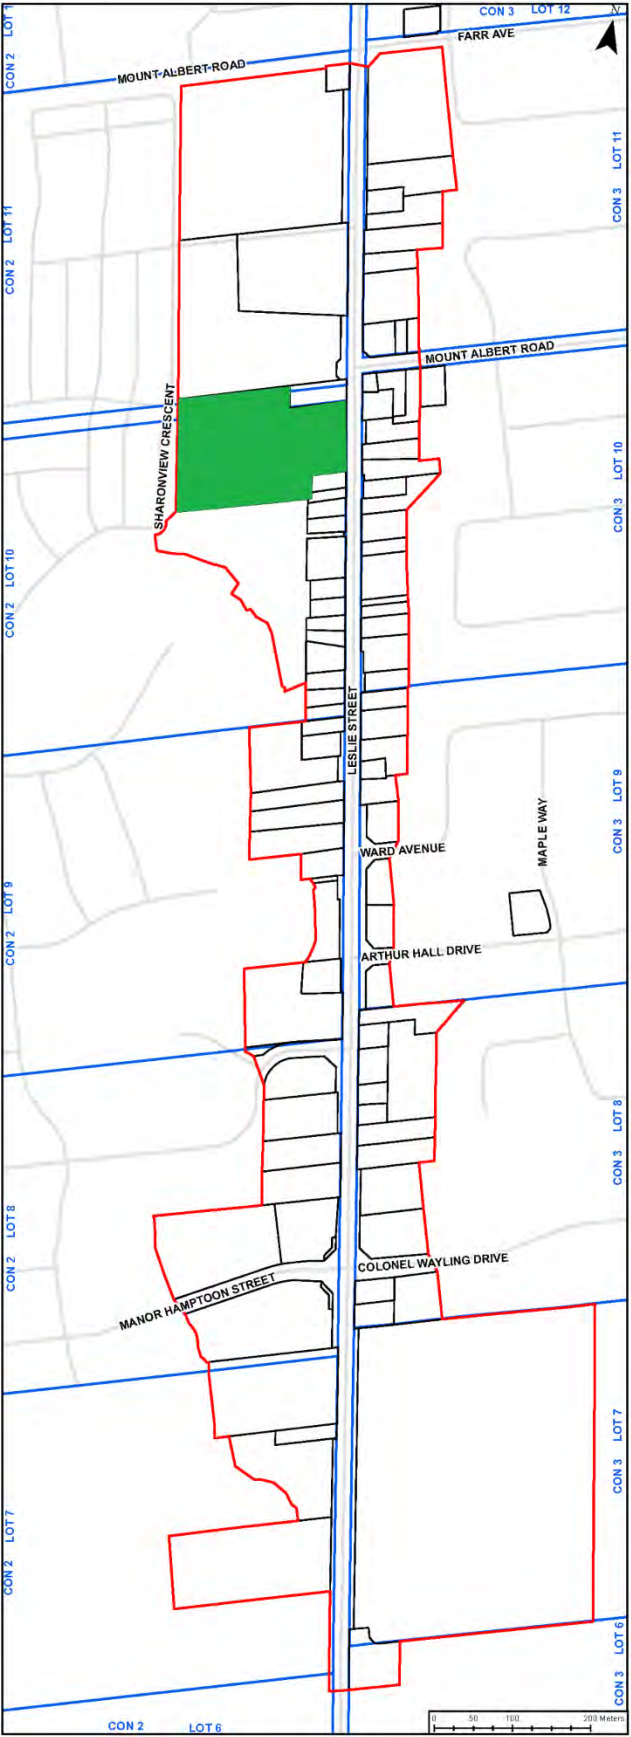 CON 3 LOT 12
N
FARR AVE
MOUNT ALBERT ROAD
CON 2 LOT 1
CON 3 LOT 11
CON 2 LOT 11
MOUNT ALBERT ROAD
SHARONVIEW CRESCENT
CON 3 LOT 10
CON 2 LOT 10
LESLIE STREET
CON 3 LOT 9
MAPLE WAY
WARD AVENUE
CON 2 LOT 9
ARTHUR HALL DRIVE
CON 3 LOT 8
CON 2 LOT 8
COLONEL WAYLING DRIVE
MANOR HAMPTOON STREET
CON 3 LOT 7
CON 2 LOT 7
CON 3 LOT 6
CON 2 LOT 6
0 50 100 200 Meters